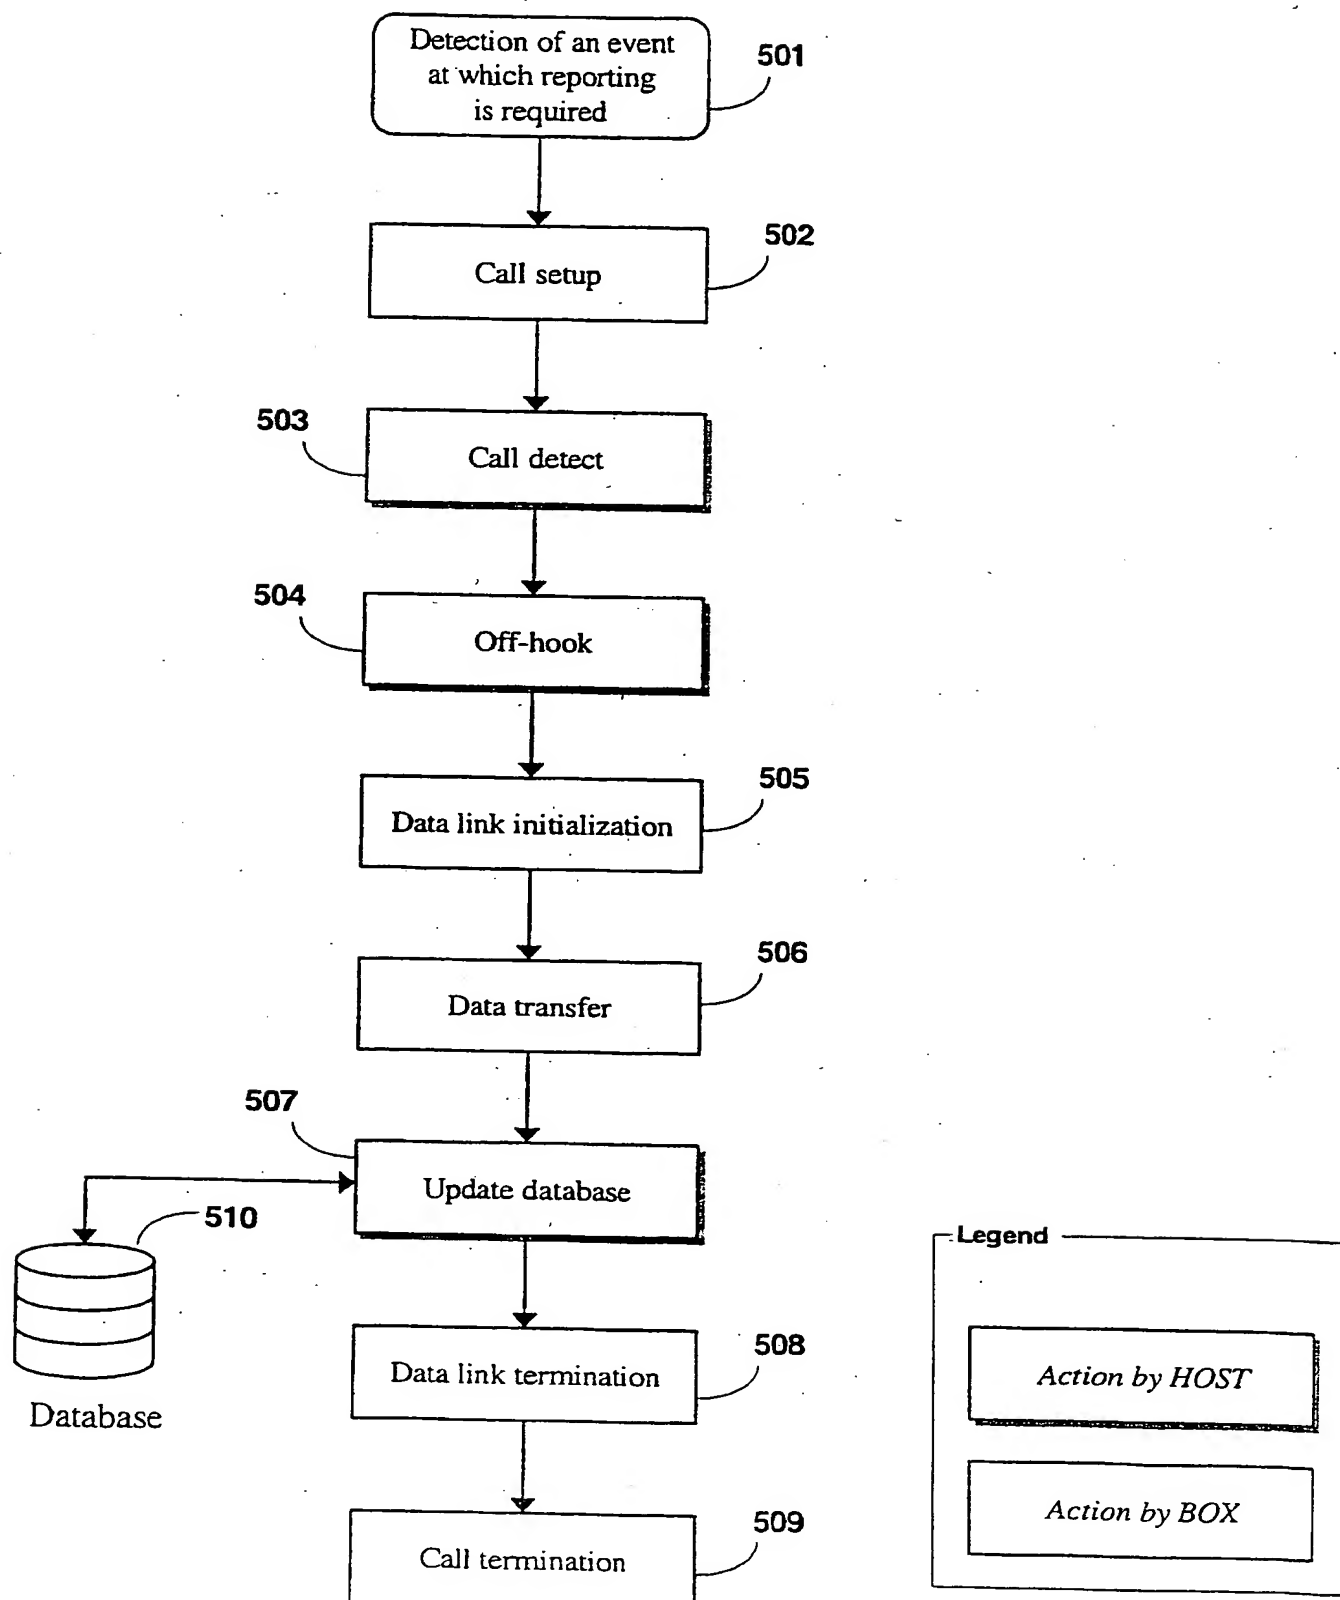 Detection of an event
at which reporting
is required
501
502
Call setup
503
Call detect
504
Off-hook
505
Data link initialization
506
Data transfer
507
Update database
510
Database
508
Data link termination
509
Call termination
Legend
Action by HOST
Action by BOX